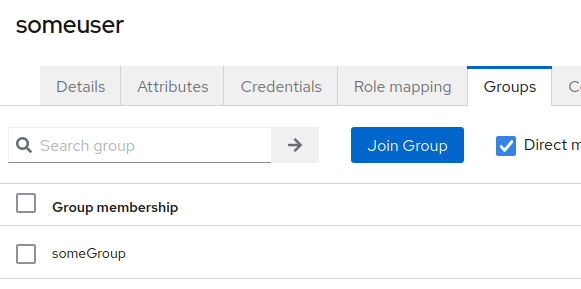 someuser
Details Attributes Credentials Role mapping Groups
Search group Join Group Direct
Group membership
someGroup